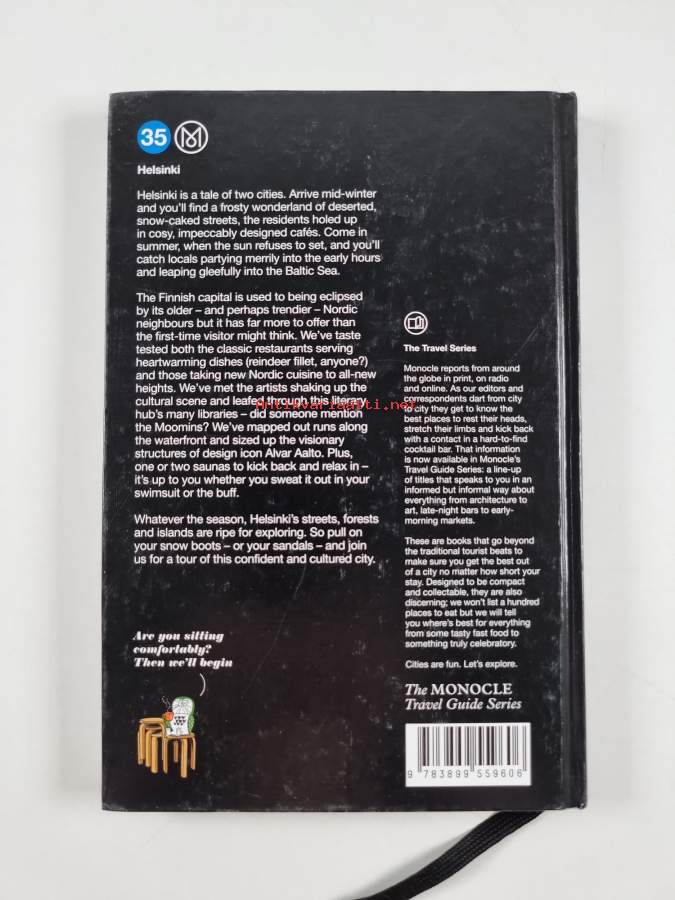 35
Helsinki
Helsinki is a tale of two cities. Arrive mid-winter
and you'll find a frosty wonderland of deserted,
snow-caked streets, the residents holed up
in cosy, impeccably designed cafés. Come in
summer, when the sun refuses to set, and you'll
catch locals partying merrily into the early hours
and leaping gleefully into the Baltic Sea.
The Finnish capital is used to being eclipsed
by its older – and perhaps trendier – Nordic
neighbours but it has far more to offer than
the first-time visitor might think. We've taste
tested both the classic restaurants serving
heartwarming dishes (reindeer fillet, anyone?)
and those taking new Nordic cuisine to all-new
heights. We've met the artists shaking up the
cultural scene and leafed through this literary
hub's many libraries – did someone mention
the Moomins? We've mapped out runs along
the waterfront and sized up the visionary
structures of design icon Alvar Aalto. Plus,
one or two saunas to kick back and relax in –
it's up to you whether you sweat it out in your
swimsuit or the buff.
Whatever the season, Helsinki's streets, forests
and islands are ripe for exploring. So pull on
your snow boots – or your sandals – and join
us for a tour of this confident and cultured city.
Are you sitting
comfortably?
Then we'll begin
The Travel Series
Monocle reports from around
the globe in print, on radio
and online. As our editors and
correspondents dart from city
to city they get to know the
best places to rest their heads,
stretch their limbs and kick back
with a contact in a hard-to-find
cocktail bar. That information
is now available in Monocle's
Travel Guide Series: a line-up
of titles that speaks to you in an
informed but informal way about
everything from architecture to
art, late-night bars to early-
morning markets.
These are books that go beyond
the traditional tourist beats to
make sure you get the best out
of a city no matter how short your
stay. Designed to be compact
and collectable, they are also
discerning; we won't list a hundred
places to eat but we will tell
you where's best for everything
from some tasty fast food to
something truly celebratory.
Cities are fun. Let's explore.
The MONOCLE
Travel Guide Series
9 783899 559606
Antikvariaatti.net